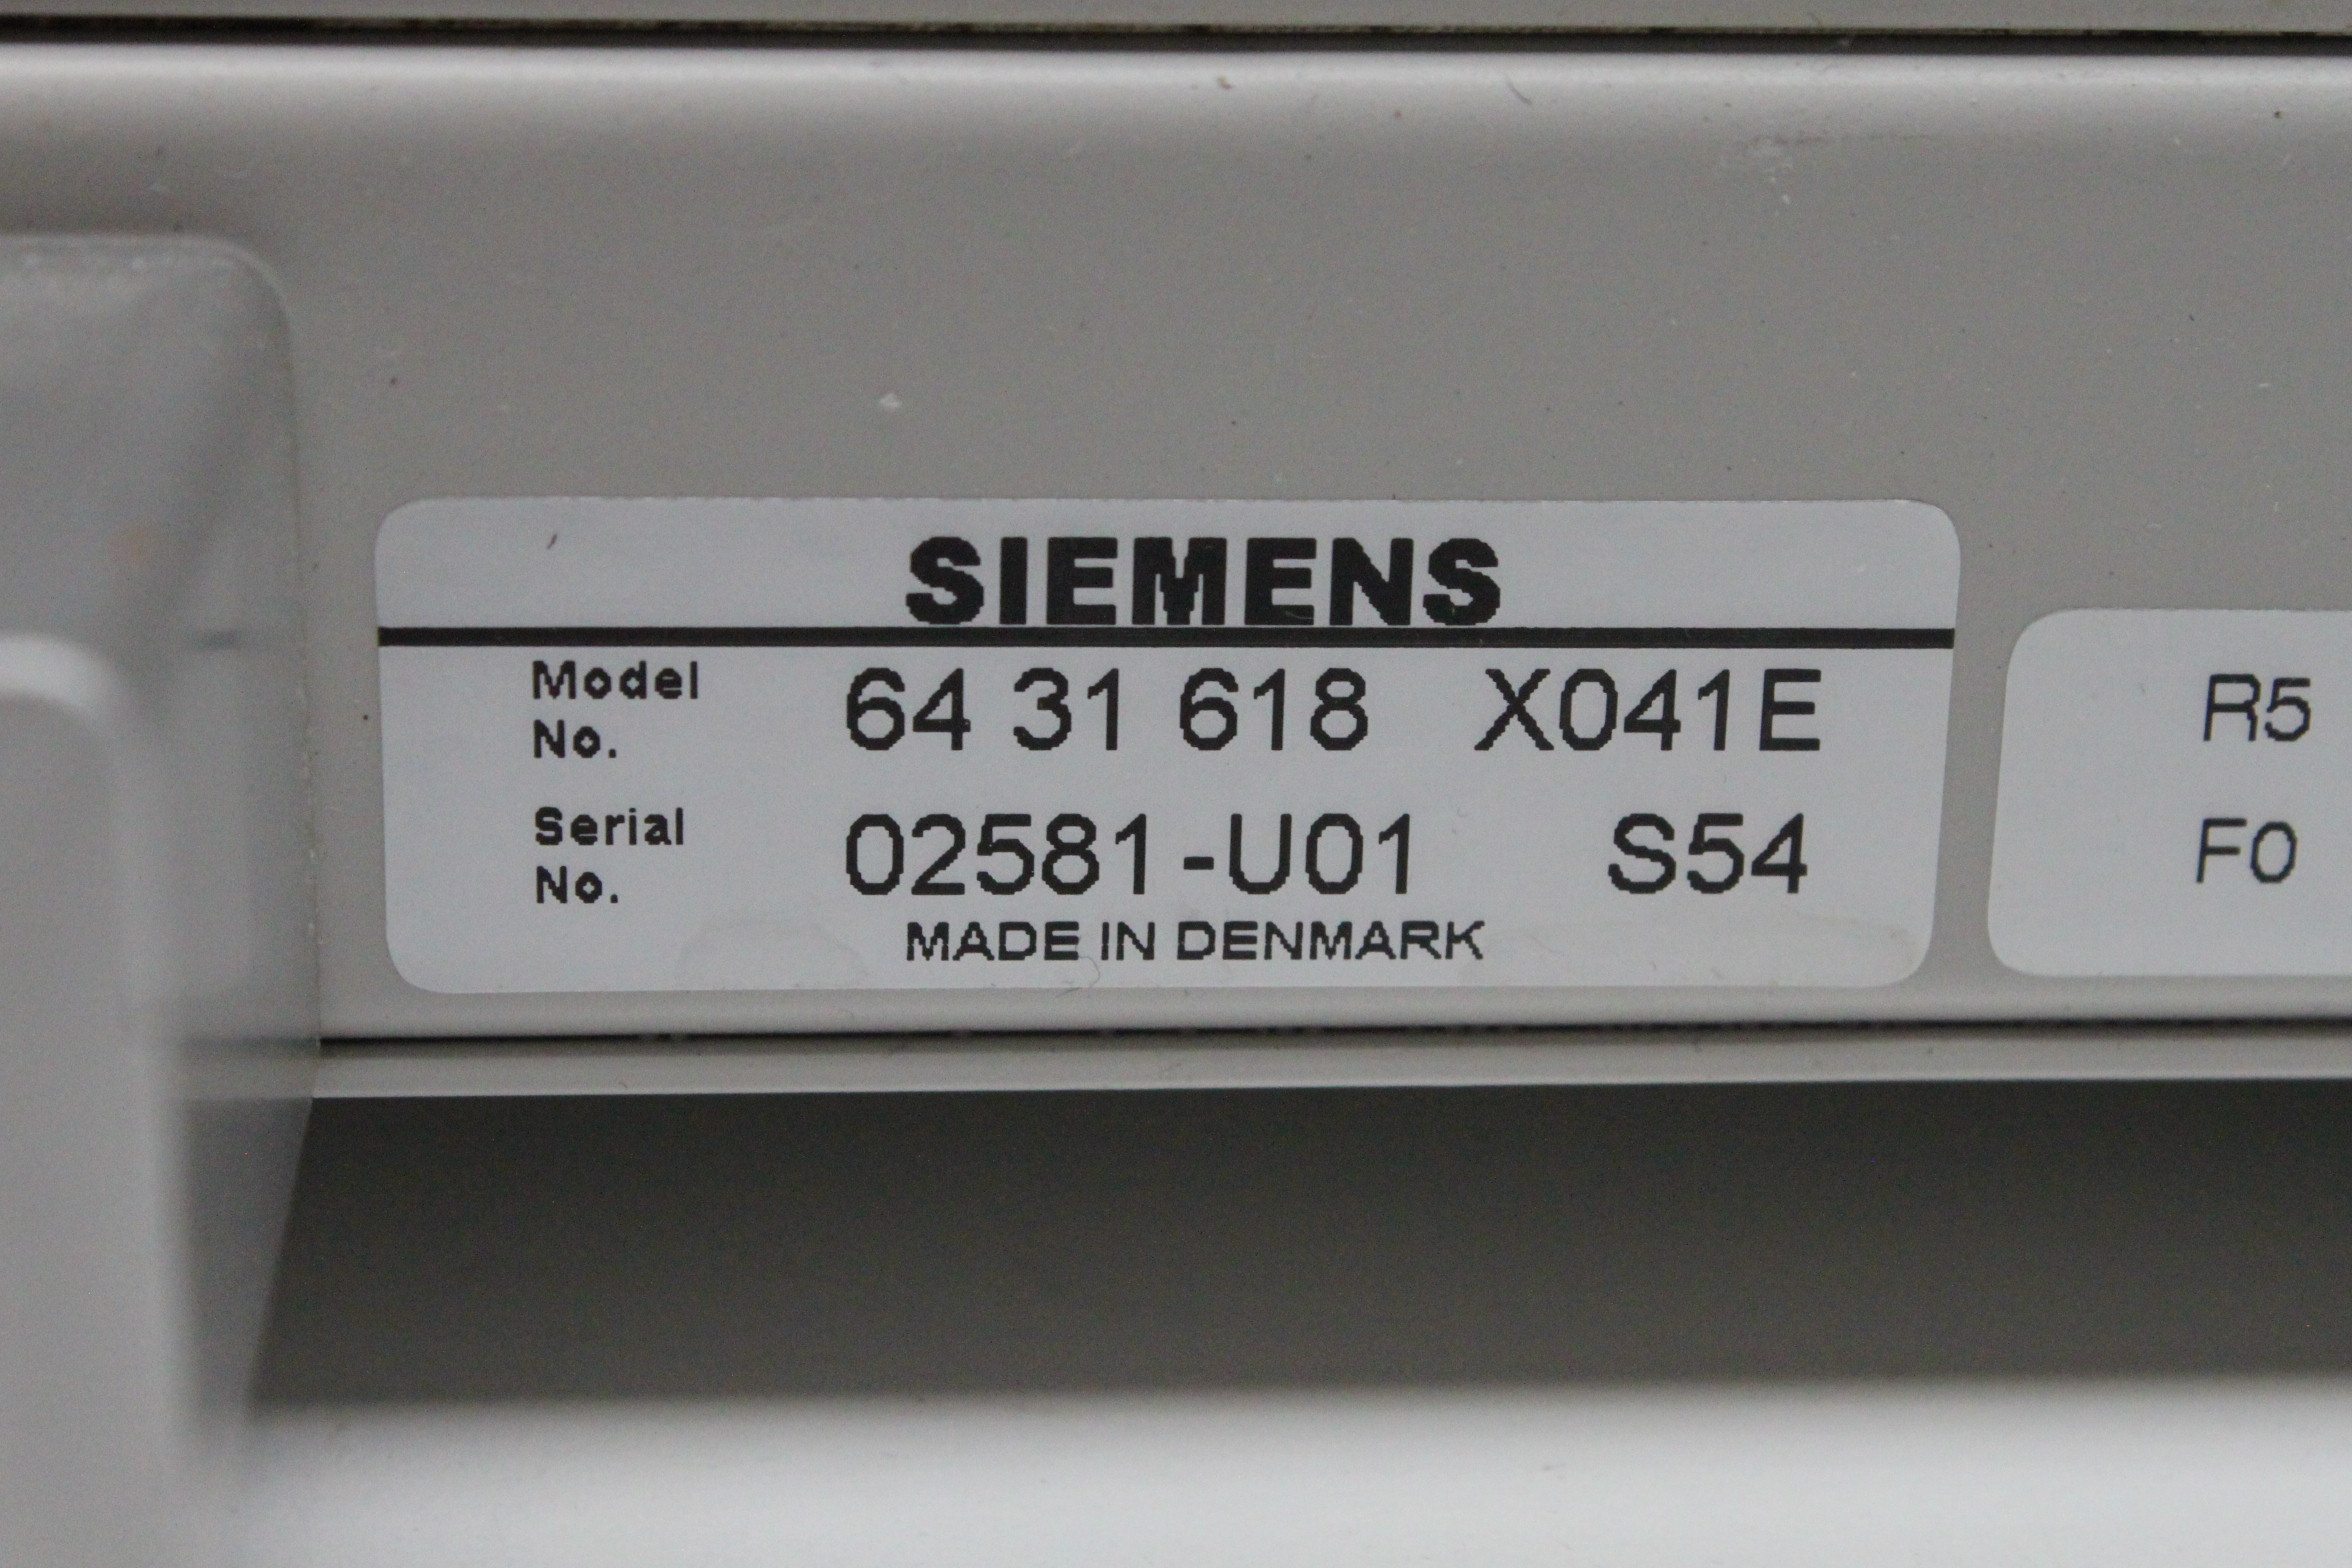 SIEMENS
Model No. 64 31 618 X041E
Serial No. 02581-U01 S54
MADE IN DENMARK
R5
F0